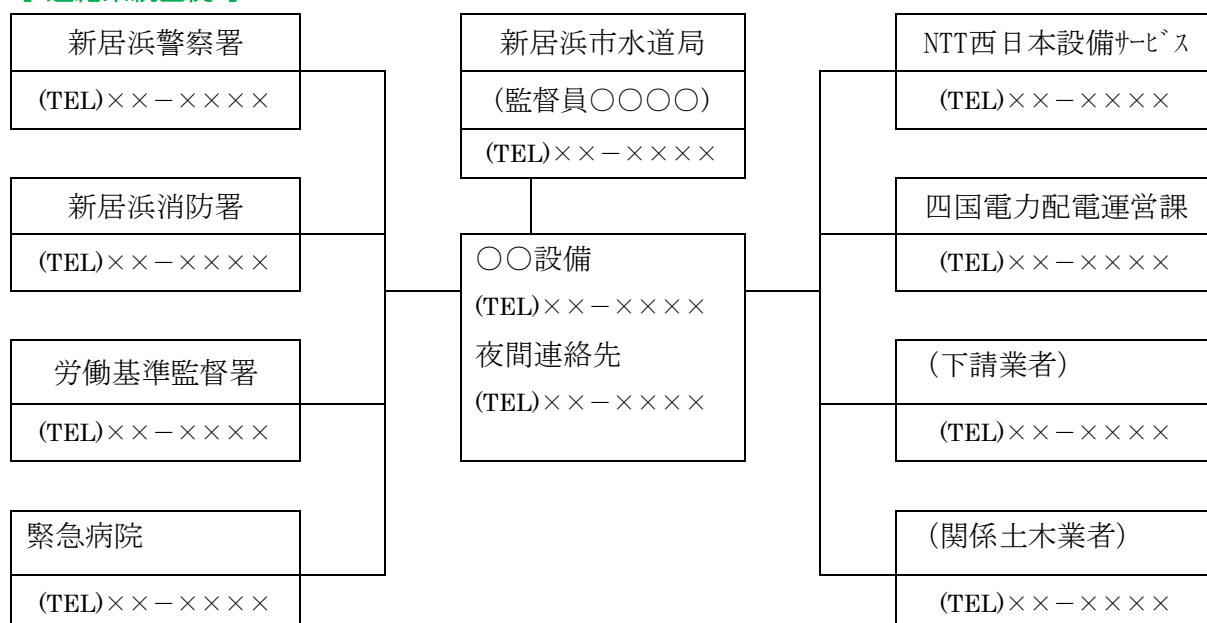 新居浜警察署
(TEL)××－××××
新居浜消防署
(TEL)××－××××
労働基準監督署
(TEL)××－××××
緊急病院
(TEL)××－××××
新居浜市水道局
(監督員○○○○)
(TEL)××－××××
○○設備
(TEL)××－××××
夜間連絡先
(TEL)××－××××
NTT西日本設備ｻｰﾋﾞｽ
(TEL)××－××××
四国電力配電運営課
(TEL)××－××××
(下請業者)
(TEL)××－××××
(関係土木業者)
(TEL)××－××××